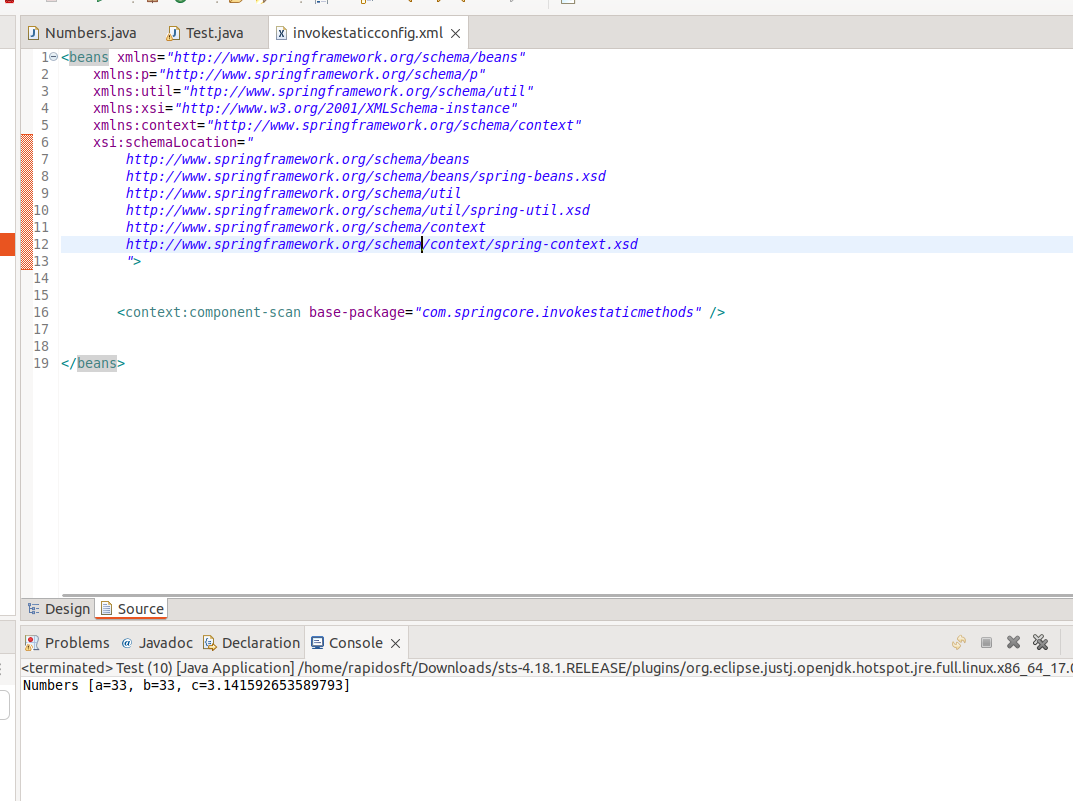 Numbers.java Test.java invokestaticconfig.xml
1 <beans xmlns="http://www.springframework.org/schema/beans"
2 xmlns:p="http://www.springframework.org/schema/p"
3 xmlns:util="http://www.springframework.org/schema/util"
4 xmlns:xsi="http://www.w3.org/2001/XMLSchema-instance"
5 xmlns:context="http://www.springframework.org/schema/context"
6 xsi:schemaLocation="
7 http://www.springframework.org/schema/beans
8 http://www.springframework.org/schema/beans/spring-beans.xsd
9 http://www.springframework.org/schema/util
10 http://www.springframework.org/schema/util/spring-util.xsd
11 http://www.springframework.org/schema/context
12 http://www.springframework.org/schema/context/spring-context.xsd
13 ">
14
15
16 <context:component-scan base-package="com.springcore.invokestaticmethods" />
17
18
19 </beans>
Design Source
Problems @ Javadoc Declaration Console
<terminated> Test (10) [Java Application] /home/rapidosft/Downloads/sts-4.18.1.RELEASE/plugins/org.eclipse.justj.openjdk.hotspot.jre.full.linux.x86_64_17.0
Numbers [a=33, b=33, c=3.141592653589793]